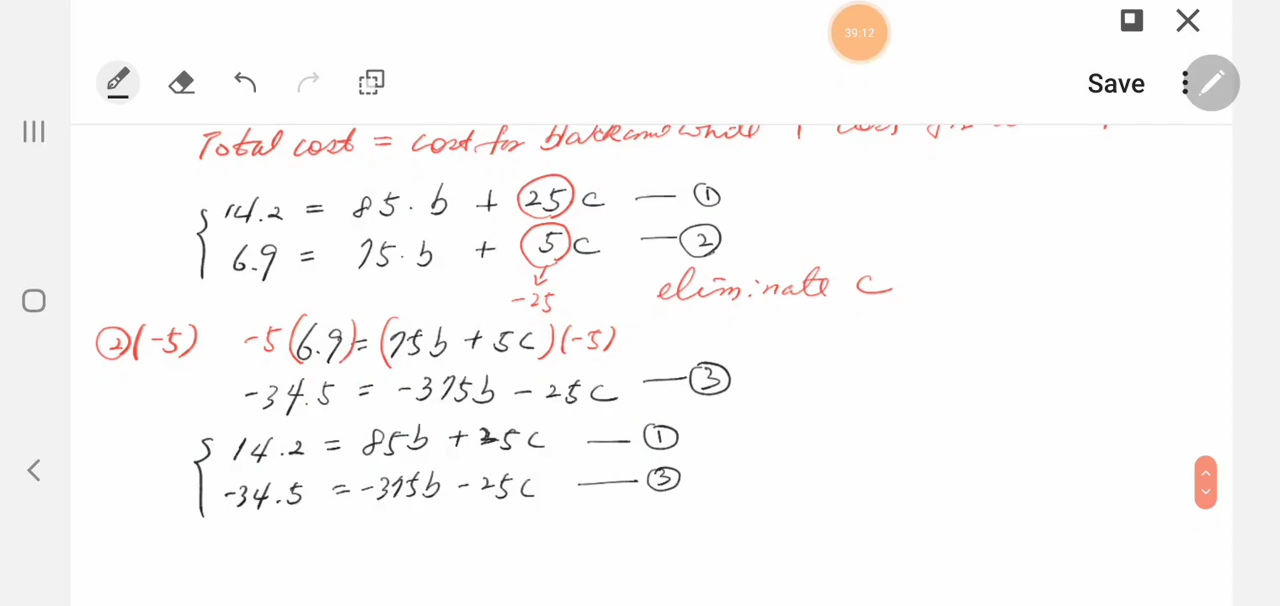 39:12
Save
Total cost = cost for
14.2 = 85.b + 25 c — ①
6.9 = 75.b + 5 c — ②
-25
eliminate c
②(-5) -5(6.9)=(75b + 5c)(-5)
-34.5 = -375b - 25c — ③
14.2 = 85b + 25c — ①
-34.5 = -375b - 25c — ③